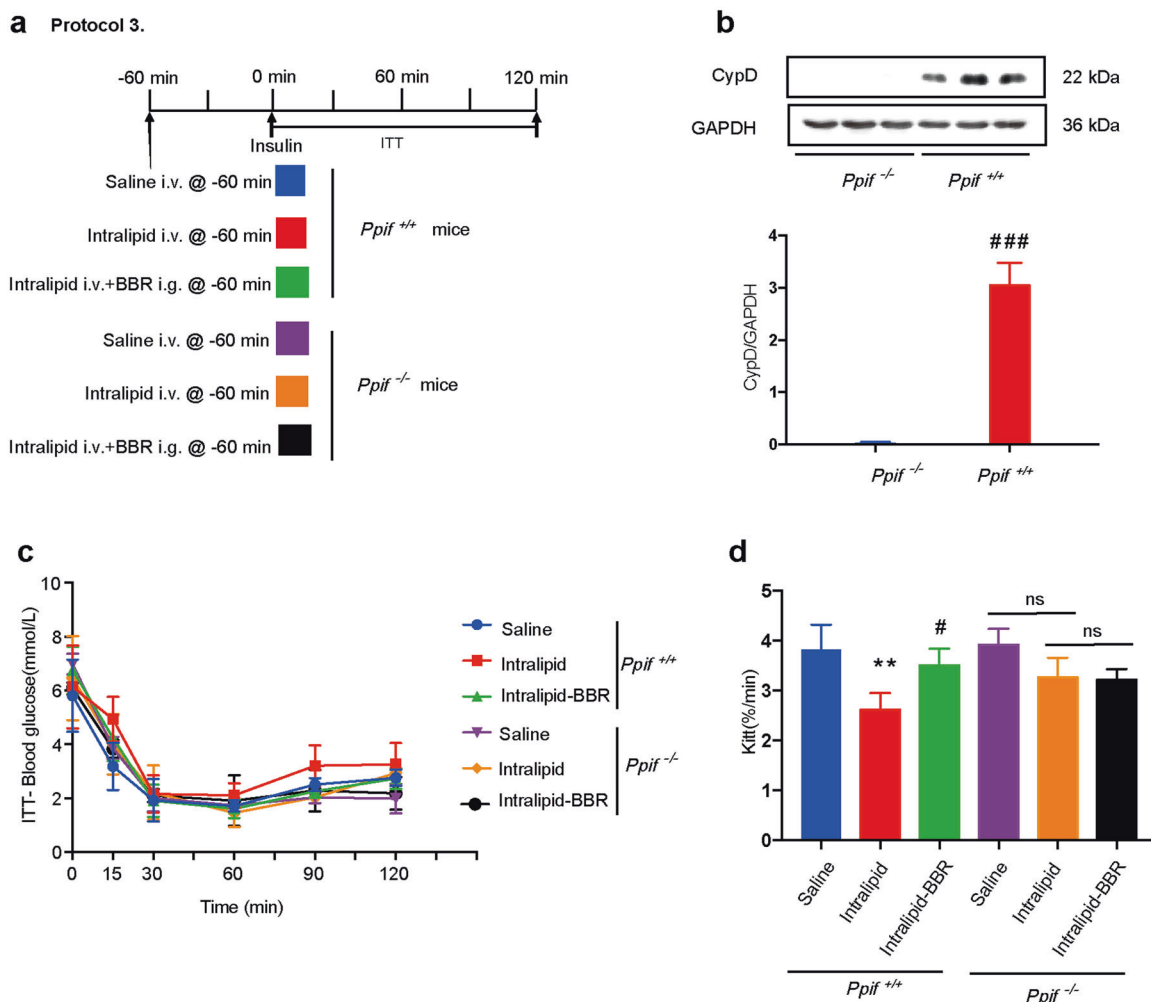 a Protocol 3.
-60 min 0 min 60 min 120 min
Insulin ITT
Saline i.v. @ -60 min
Intralipid i.v. @ -60 min
Ppif +/+ mice
Intralipid i.v.+BBR i.g. @ -60 min
Saline i.v. @ -60 min
Intralipid i.v. @ -60 min
Ppif -/- mice
Intralipid i.v.+BBR i.g. @ -60 min
b
CypD 22 kDa
GAPDH 36 kDa
Ppif -/- Ppif +/+
CypD/GAPDH
4
3
2
1
0
###
Ppif -/- Ppif +/+
c
ITT- Blood glucose(mmol/L)
10
8
6
4
2
0
0 15 30 60 90 120
Time (min)
Saline
Intralipid
Ppif +/+
Intralipid-BBR
Saline
Intralipid
Ppif -/-
Intralipid-BBR
d
Kitt(%/min)
5
4
3
2
1
0
**
#
ns
ns
Saline
Intralipid
Intralipid-BBR
Saline
Intralipid
Intralipid-BBR
Ppif +/+ Ppif -/-